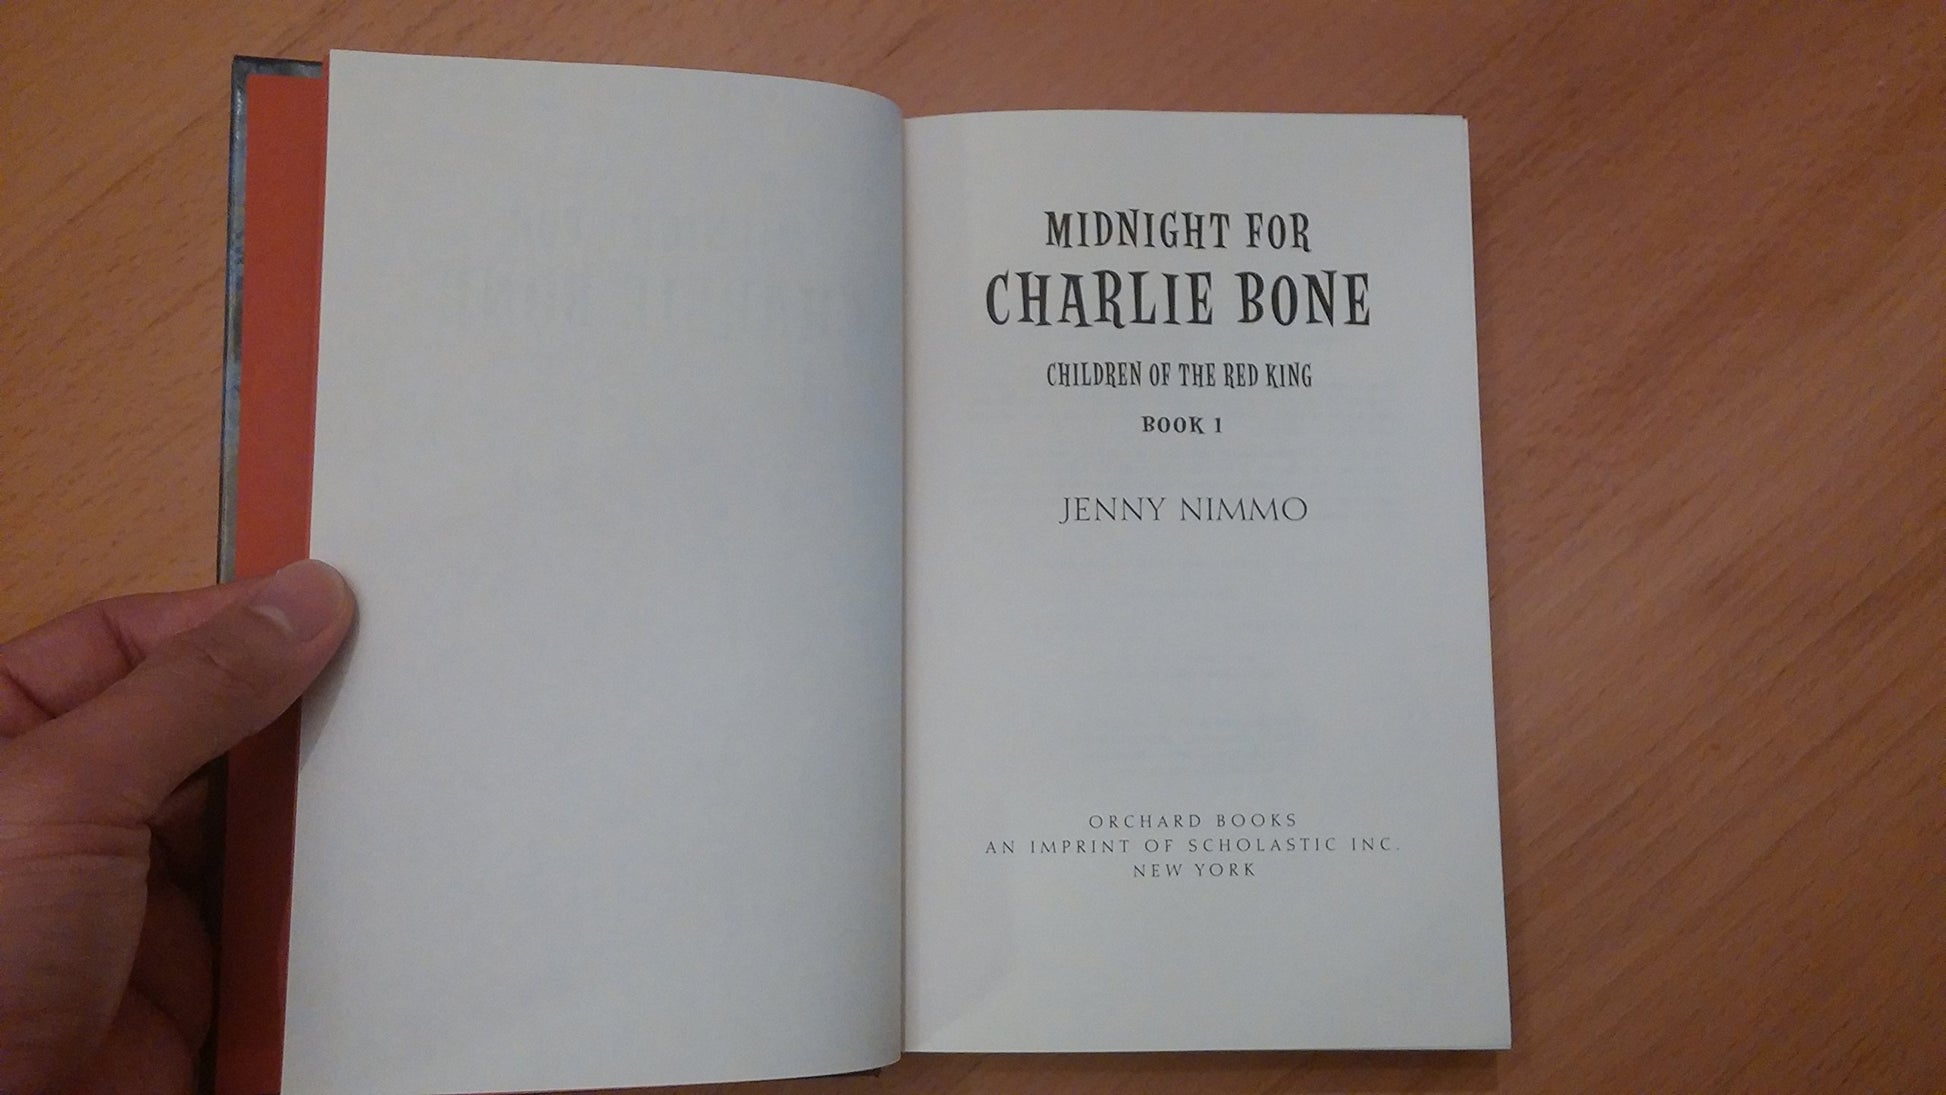 MIDNIGHT FOR
CHARLIE BONE
CHILDREN OF THE RED KING
BOOK 1
JENNY NIMMO
ORCHARD BOOKS
AN IMPRINT OF SCHOLASTIC INC.
NEW YORK